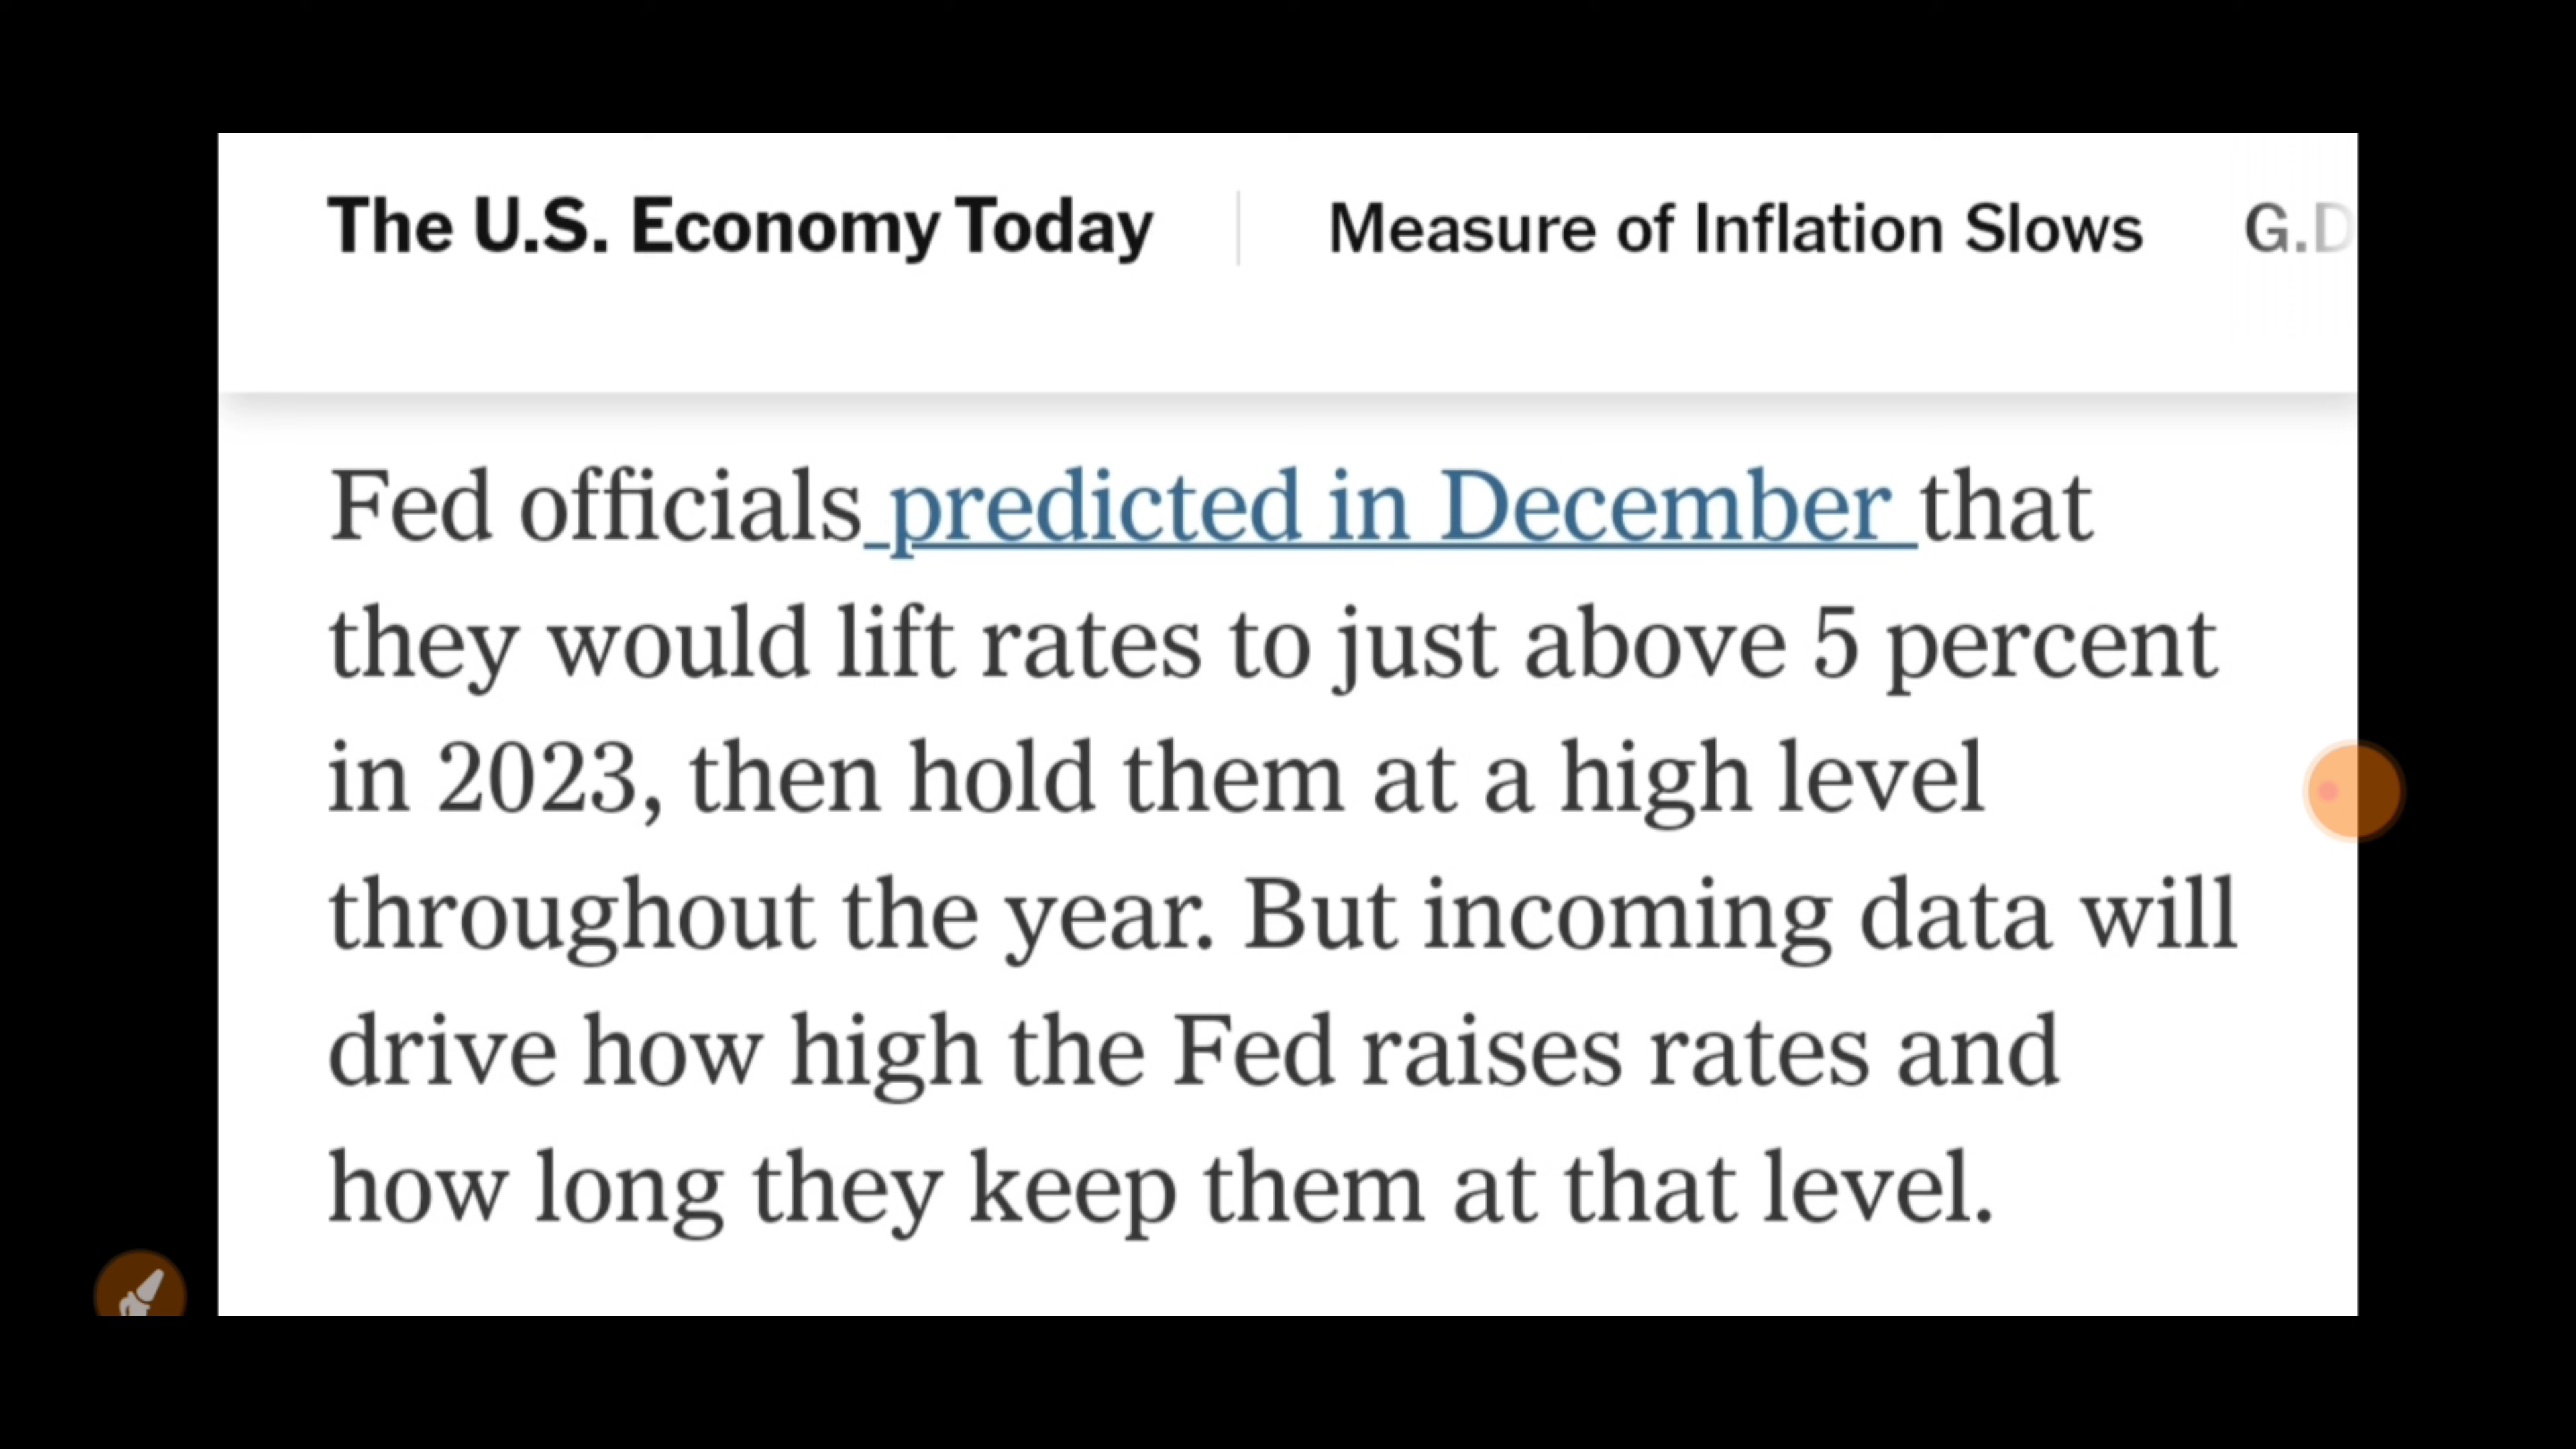 The U.S. Economy Today Measure of Inflation Slows G.D
Fed officials predicted in December that
they would lift rates to just above 5 percent
in 2023, then hold them at a high level
throughout the year. But incoming data will
drive how high the Fed raises rates and
how long they keep them at that level.